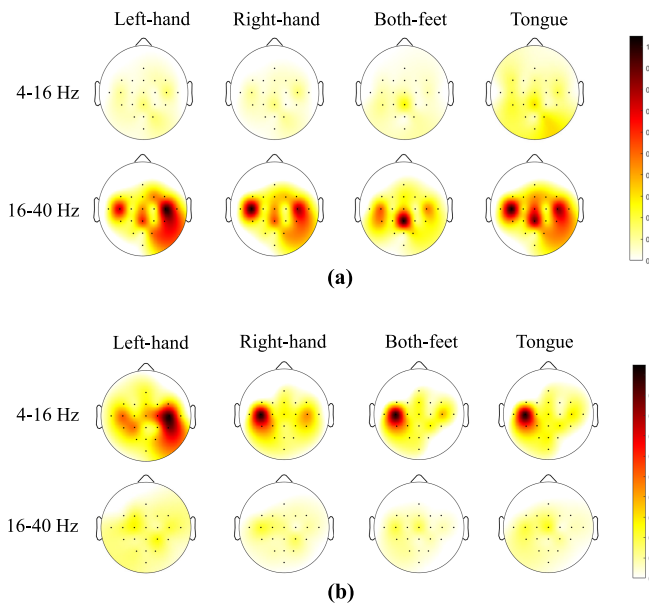 Left-hand Right-hand Both-feet Tongue
4-16 Hz
16-40 Hz
(a)
Left-hand Right-hand Both-feet Tongue
4-16 Hz
16-40 Hz
(b)